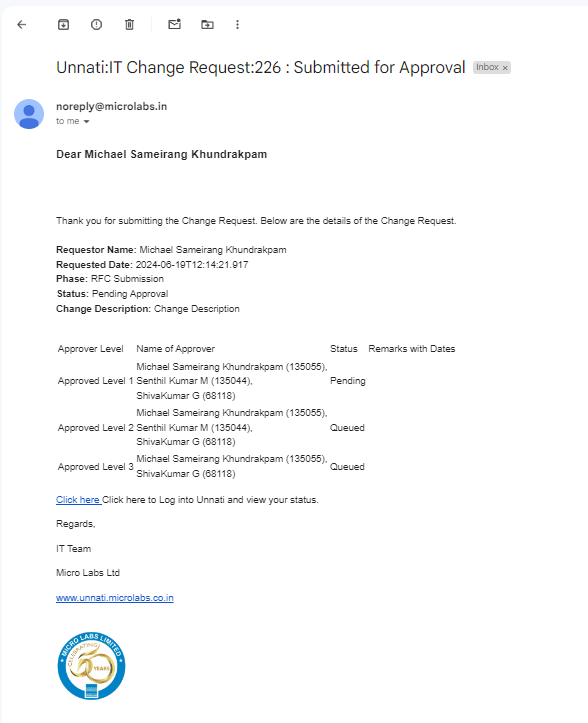 Unnati:IT Change Request:226 : Submitted for Approval Inbox x
noreply@microlabs.in
to me
Dear Michael Sameirang Khundrakpam
Thank you for submitting the Change Request. Below are the details of the Change Request.
Requestor Name: Michael Sameirang Khundrakpam
Requested Date: 2024-06-19T12:14:21.917
Phase: RFC Submission
Status: Pending Approval
Change Description: Change Description
Approver Level Name of Approver Status Remarks with Dates
Michael Sameirang Khundrakpam (135055),
Approved Level 1 Senthil Kumar M (135044), Pending
ShivaKumar G (68118)
Michael Sameirang Khundrakpam (135055),
Approved Level 2 Senthil Kumar M (135044), Queued
ShivaKumar G (68118)
Michael Sameirang Khundrakpam (135055),
Approved Level 3 ShivaKumar G (68118) Queued
Click here Click here to Log into Unnati and view your status.
Regards,
IT Team
Micro Labs Ltd
www.unnati.microlabs.co.in
MICRO LABS LIMITED
CELEBRATING
50 YEARS